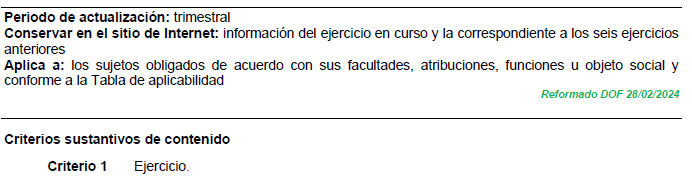 Periodo de actualización: trimestral
Conservar en el sitio de Internet: información del ejercicio en curso y la correspondiente a los seis ejercicios
anteriores
Aplica a: los sujetos obligados de acuerdo con sus facultades, atribuciones, funciones u objeto social y
conforme a la Tabla de aplicabilidad
Reformado DOF 28/02/2024
Criterios sustantivos de contenido
Criterio 1 Ejercicio.